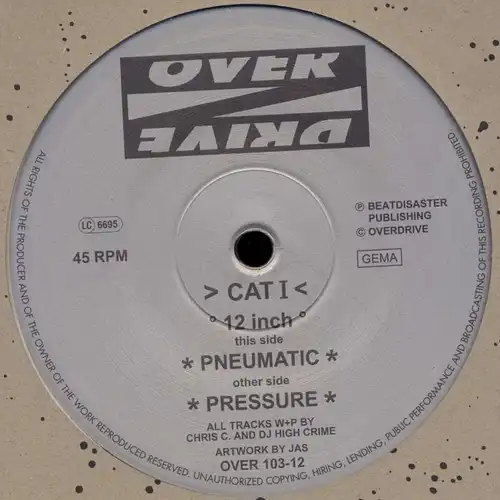 OVER
DRIVE
LC 6695
45 RPM
Ⓟ BEATDISASTER
PUBLISHING
© OVERDRIVE
GEMA
> CAT I <
° 12 inch °
this side
* PNEUMATIC *
other side
* PRESSURE *
ALL TRACKS W+P BY
CHRIS C. AND DJ HIGH CRIME
ARTWORK BY JAS
OVER 103-12
ALL RIGHTS OF THE PRODUCER AND OF THE OWNER OF THE WORK REPRODUCED RESERVED. UNAUTHORIZED COPYING, HIRING, LENDING, PUBLIC PERFORMANCE AND BROADCASTING OF THIS RECORDING PROHIBITED.